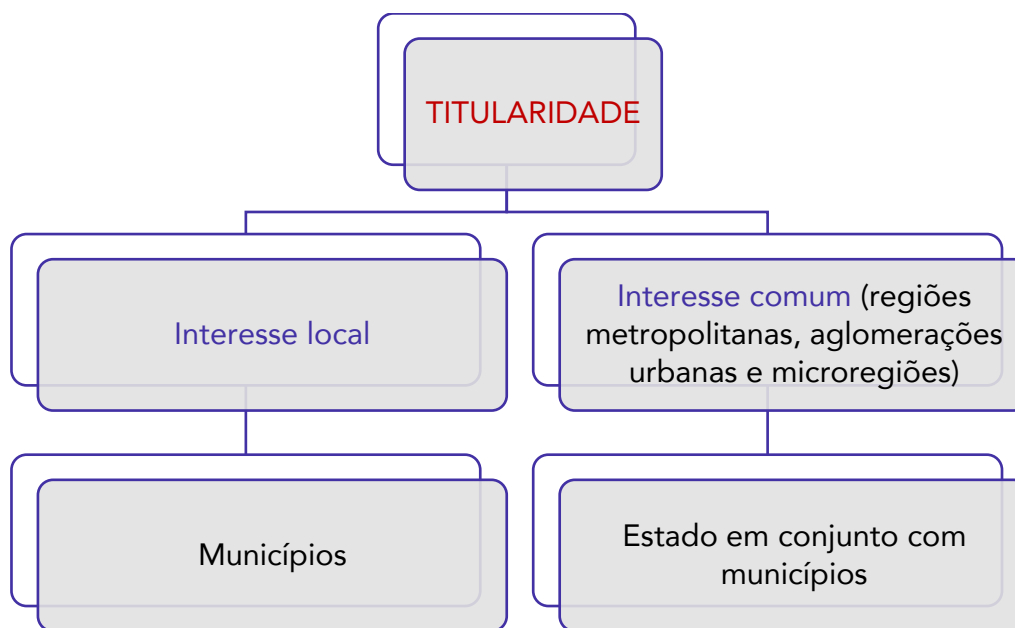 TITULARIDADE
Interesse local
Interesse comum (regiões
metropolitanas, aglomerações
urbanas e microregiões)
Municípios
Estado em conjunto com
municípios